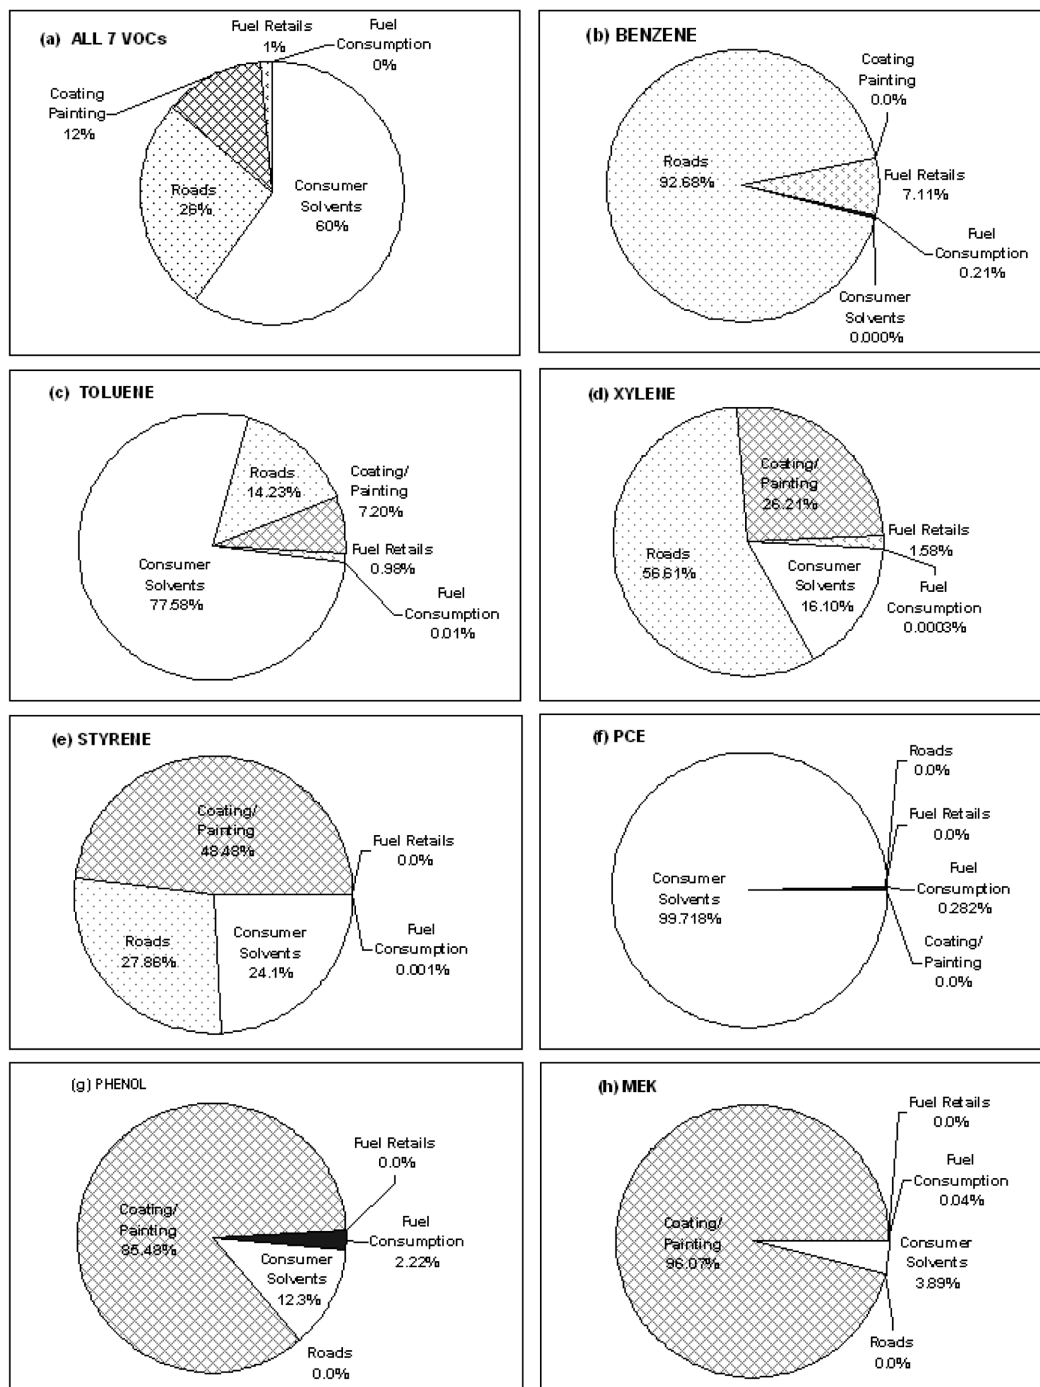 (a) ALL 7 VOCs
Fuel Retails
1%
Fuel
Consumption
0%
Coating
Painting
12%
Roads
26%
Consumer
Solvents
60%
(b) BENZENE
Coating
Painting
0.0%
Roads
92.68%
Fuel Retails
7.11%
Fuel
Consumption
0.21%
Consumer
Solvents
0.000%
(c) TOLUENE
Roads
14.23%
Coating/
Painting
7.20%
Fuel Retails
0.98%
Fuel
Consumption
0.01%
Consumer
Solvents
77.58%
(d) XYLENE
Coating/
Painting
26.21%
Fuel Retails
1.58%
Roads
56.61%
Consumer
Solvents
16.10%
Fuel
Consumption
0.0003%
(e) STYRENE
Coating/
Painting
48.48%
Fuel Retails
0.0%
Roads
27.86%
Consumer
Solvents
24.1%
Fuel
Consumption
0.001%
(f) PCE
Roads
0.0%
Fuel Retails
0.0%
Consumer
Solvents
99.718%
Fuel
Consumption
0.282%
Coating/
Painting
0.0%
(g) PHENOL
Fuel Retails
0.0%
Coating/
Painting
85.48%
Fuel
Consumption
2.22%
Consumer
Solvents
12.3%
Roads
0.0%
(h) MEK
Fuel Retails
0.0%
Fuel
Consumption
0.04%
Coating/
Painting
96.07%
Consumer
Solvents
3.89%
Roads
0.0%